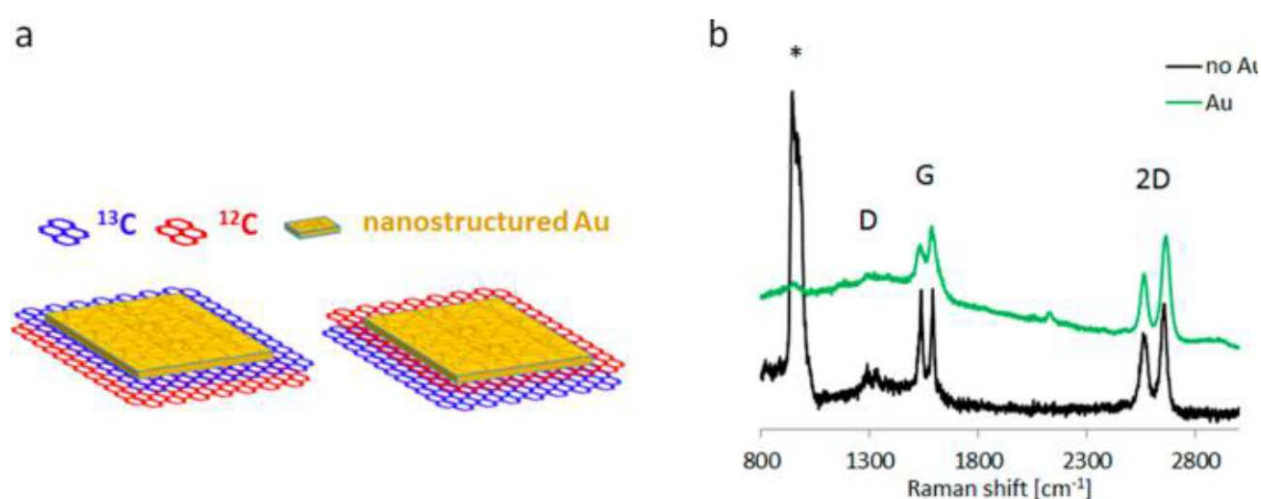 a
¹³C ¹²C nanostructured Au
b
*
no Au
Au
D
G
2D
800 1300 1800 2300 2800
Raman shift [cm⁻¹]